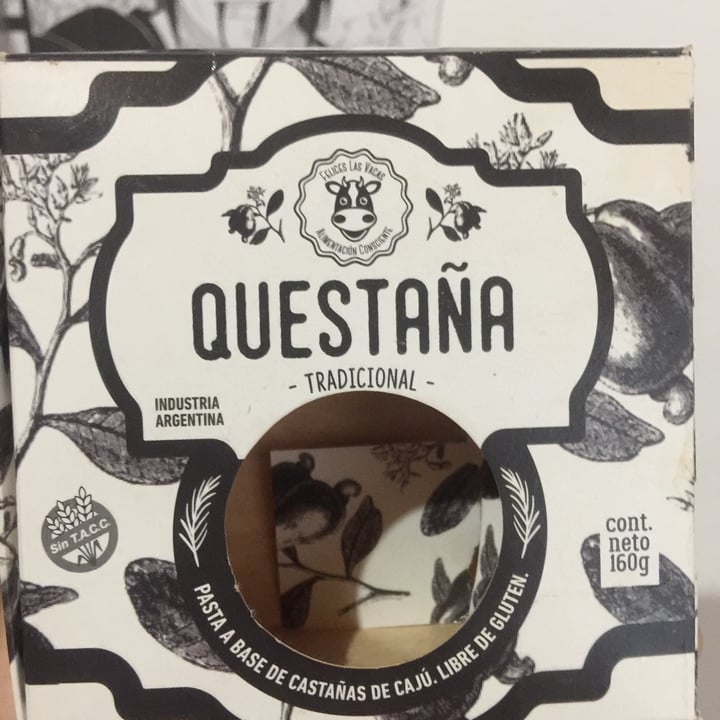 FELICES LAS VACAS
ALIMENTACIÓN CONSCIENTE
QUESTAÑA
- TRADICIONAL -
INDUSTRIA
ARGENTINA
Sin T.A.C.C.
cont.
neto
160g
PASTA A BASE DE CASTAÑAS DE CAJÚ. LIBRE DE GLUTEN.